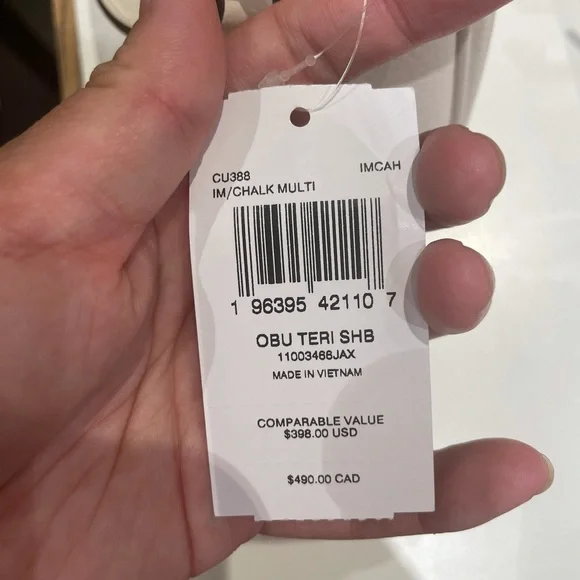 CU388 IMCAH
IM/CHALK MULTI
1 96395 42110 7
OBU TERI SHB
11003466JAX
MADE IN VIETNAM
COMPARABLE VALUE
$398.00 USD
$490.00 CAD